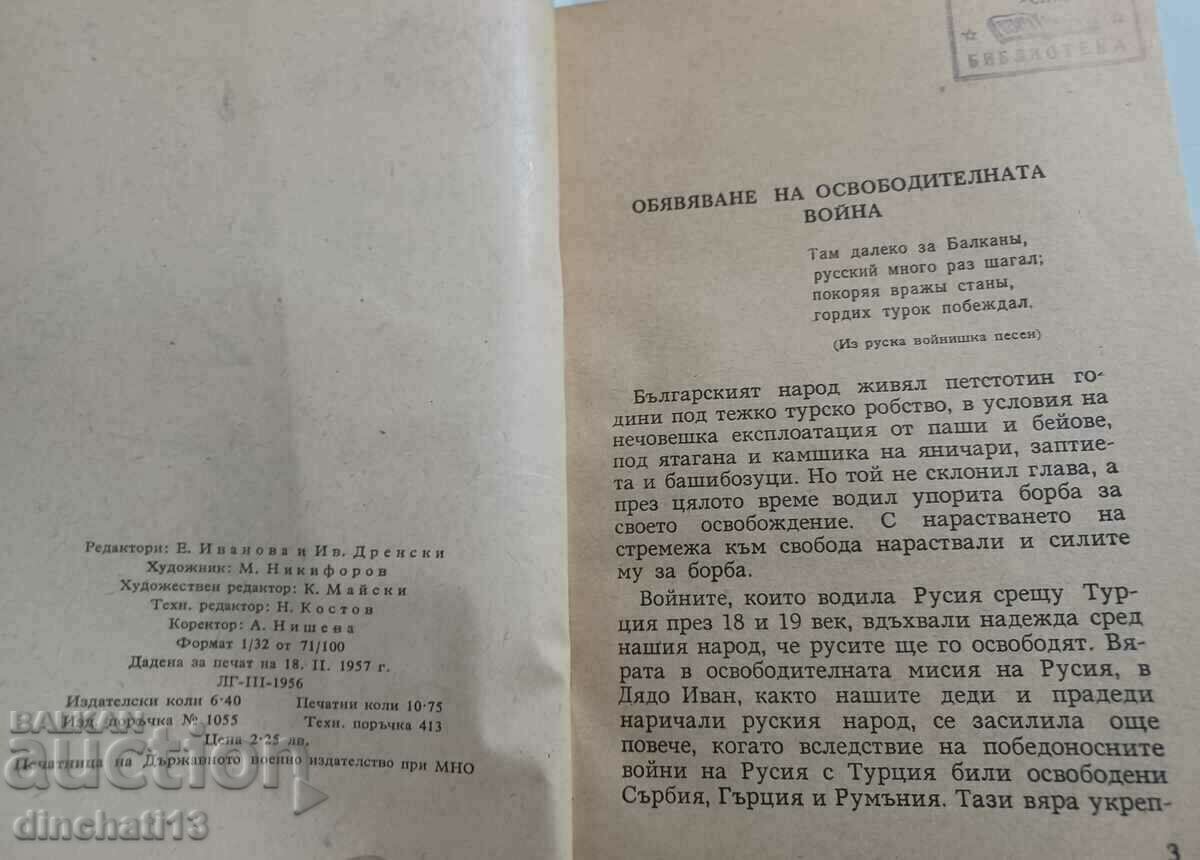 Редактори: Е. Иванова и Ив. Дренски
Художник: М. Никифоров
Художествен редактор: К. Майски
Техн. редактор: Н. Костов
Коректор: А. Нишева
Формат 1/32 от 71/100
Дадена за печат на 18. II. 1957 г.
ЛГ-III-1956
Издателски коли 6·40 Печатни коли 10·75
Изд. поръчка № 1055 Техн. поръчка 413
Цена 2·25 лв.
Печатница на Държавното военно издателство при МНО
БИБЛИОТЕКА
ОБЯВЯВАНЕ НА ОСВОБОДИТЕЛНАТА
ВОЙНА
Там далеко за Балканы,
русский много раз шагал;
покоряя вражы станы,
гордих турок побеждал.
(Из руска войнишка песен)
Българският народ живял петстотин го-
дини под тежко турско робство, в условия на
нечовешка експлоатация от паши и бейове,
под ятагана и камшика на яничари, заптие-
та и башибозуци. Но той не склонил глава, а
през цялото време водил упорита борба за
своето освобождение. С нарастването на
стремежа към свобода нараствали и силите
му за борба.
Войните, които водила Русия срещу Тур-
ция през 18 и 19 век, вдъхвали надежда сред
нашия народ, че русите ще го освободят. Вя-
рата в освободителната мисия на Русия, в
Дядо Иван, както нашите деди и прадеди
наричали руския народ, се засилила още
повече, когато вследствие на победоносните
войни на Русия с Турция били освободени
Сърбия, Гърция и Румъния. Тази вяра укреп-
3
BALKAN
auction
dinchati13